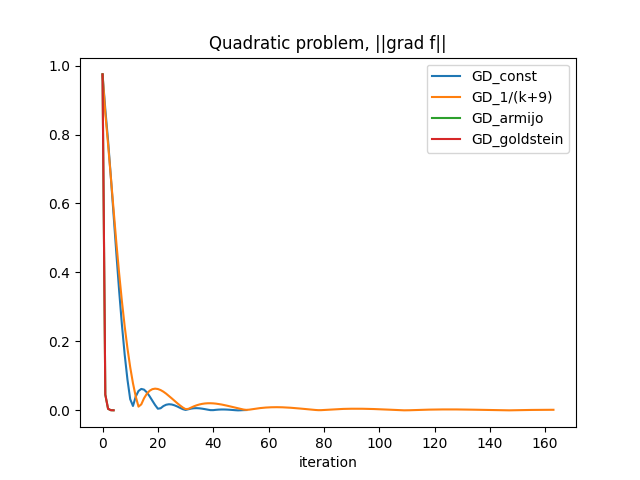 Quadratic problem, ||grad f||
GD_const
GD_1/(k+9)
GD_armijo
GD_goldstein
1.0
0.8
0.6
0.4
0.2
0.0
0 20 40 60 80 100 120 140 160
iteration